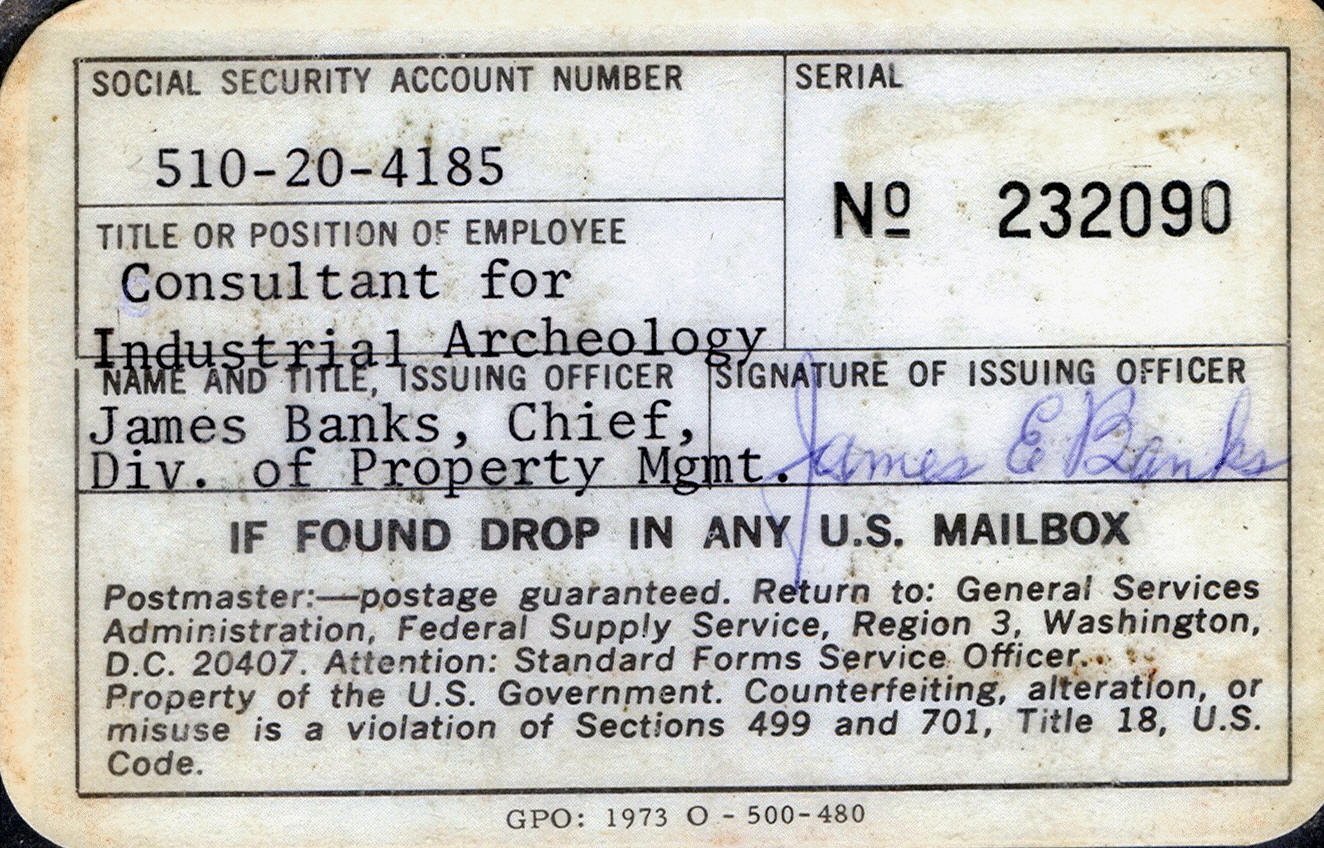 SOCIAL SECURITY ACCOUNT NUMBER
510-20-4185
SERIAL
Nº 232090
TITLE OR POSITION OF EMPLOYEE
Consultant for
Industrial Archeology
NAME AND TITLE, ISSUING OFFICER
James Banks, Chief,
Div. of Property Mgmt.
SIGNATURE OF ISSUING OFFICER
James E Banks
IF FOUND DROP IN ANY U.S. MAILBOX
Postmaster:—postage guaranteed. Return to: General Services
Administration, Federal Supply Service, Region 3, Washington,
D.C. 20407. Attention: Standard Forms Service Officer.
Property of the U.S. Government. Counterfeiting, alteration, or
misuse is a violation of Sections 499 and 701, Title 18, U.S.
Code.
GPO: 1973 O - 500-480